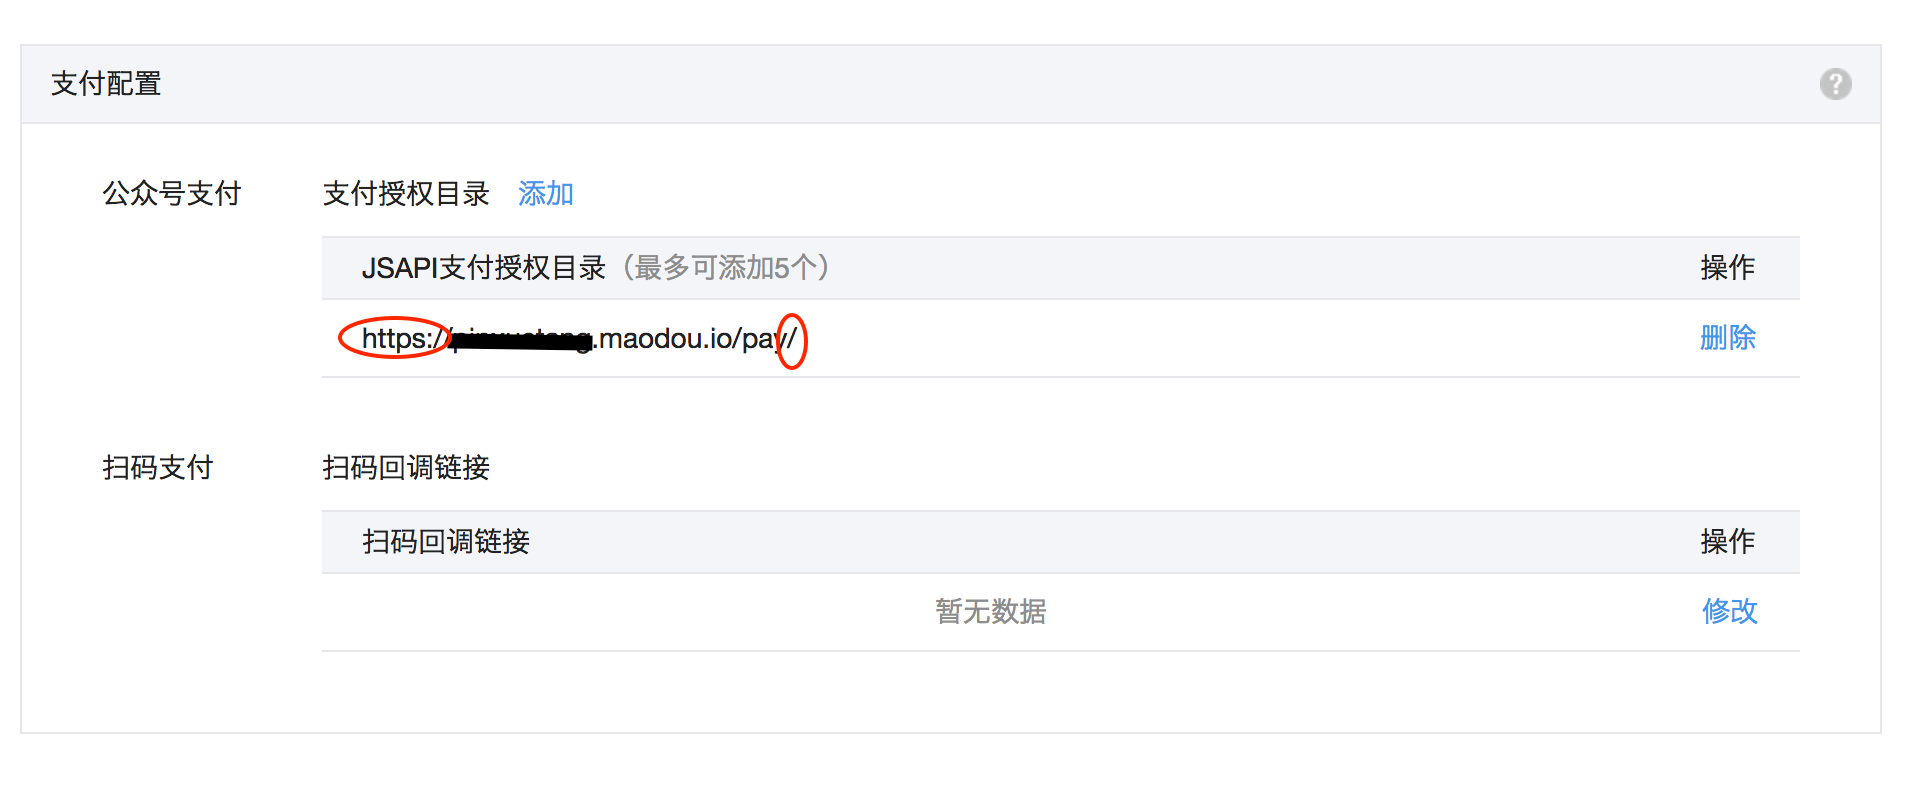 支付配置
?
公众号支付 支付授权目录 添加
JSAPI支付授权目录（最多可添加5个） 操作
https:// .maodou.io/pay/ 删除
扫码支付 扫码回调链接
扫码回调链接 操作
暂无数据 修改